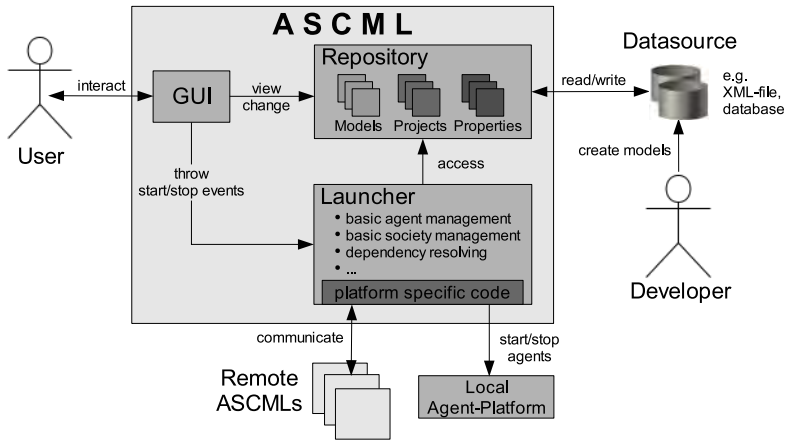 A S C M L
Repository
Models
Projects
Properties
GUI
interact
User
view
change
read/write
Datasource
e.g.
XML-file,
database
create models
Developer
throw
start/stop events
access
Launcher
• basic agent management
• basic society management
• dependency resolving
• ...
platform specific code
communicate
start/stop
agents
Remote
ASCMLs
Local
Agent-Platform